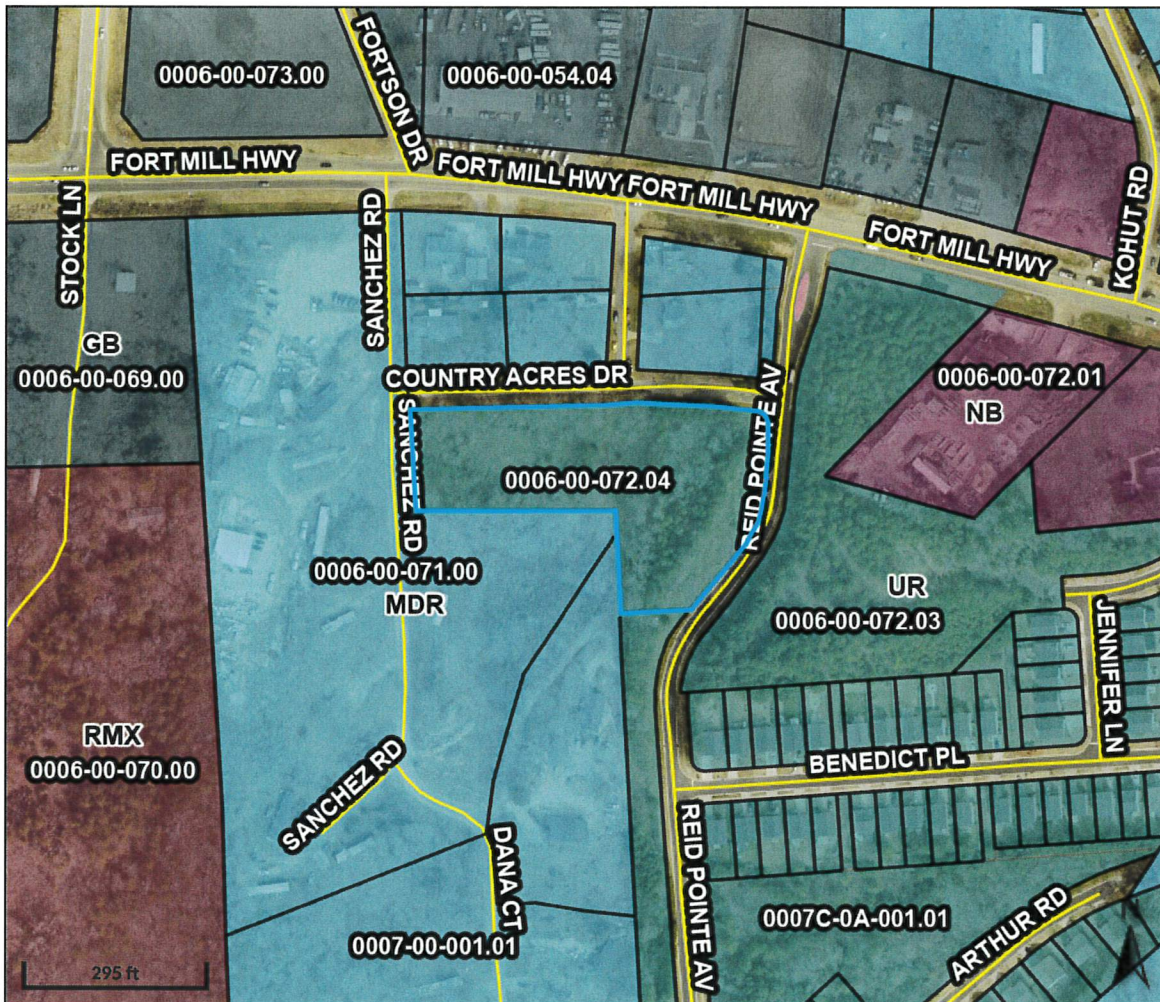 FORTSON DR
0006-00-073.00
0006-00-054.04
FORT MILL HWY
FORT MILL HWY
FORT MILL HWY
FORT MILL HWY
STOCK LN
SANCHEZ RD
KOHUT RD
GB
0006-00-069.00
COUNTRY ACRES DR
REID POINTE AV
0006-00-072.01
NB
SANCHEZ RD
0006-00-072.04
0006-00-071.00
MDR
UR
0006-00-072.03
JENNIFER LN
RMX
0006-00-070.00
SANCHEZ RD
BENEDICT PL
DANA CT
REID POINTE AV
0007C-0A-001.01
ARTHUR RD
0007-00-001.01
295 ft